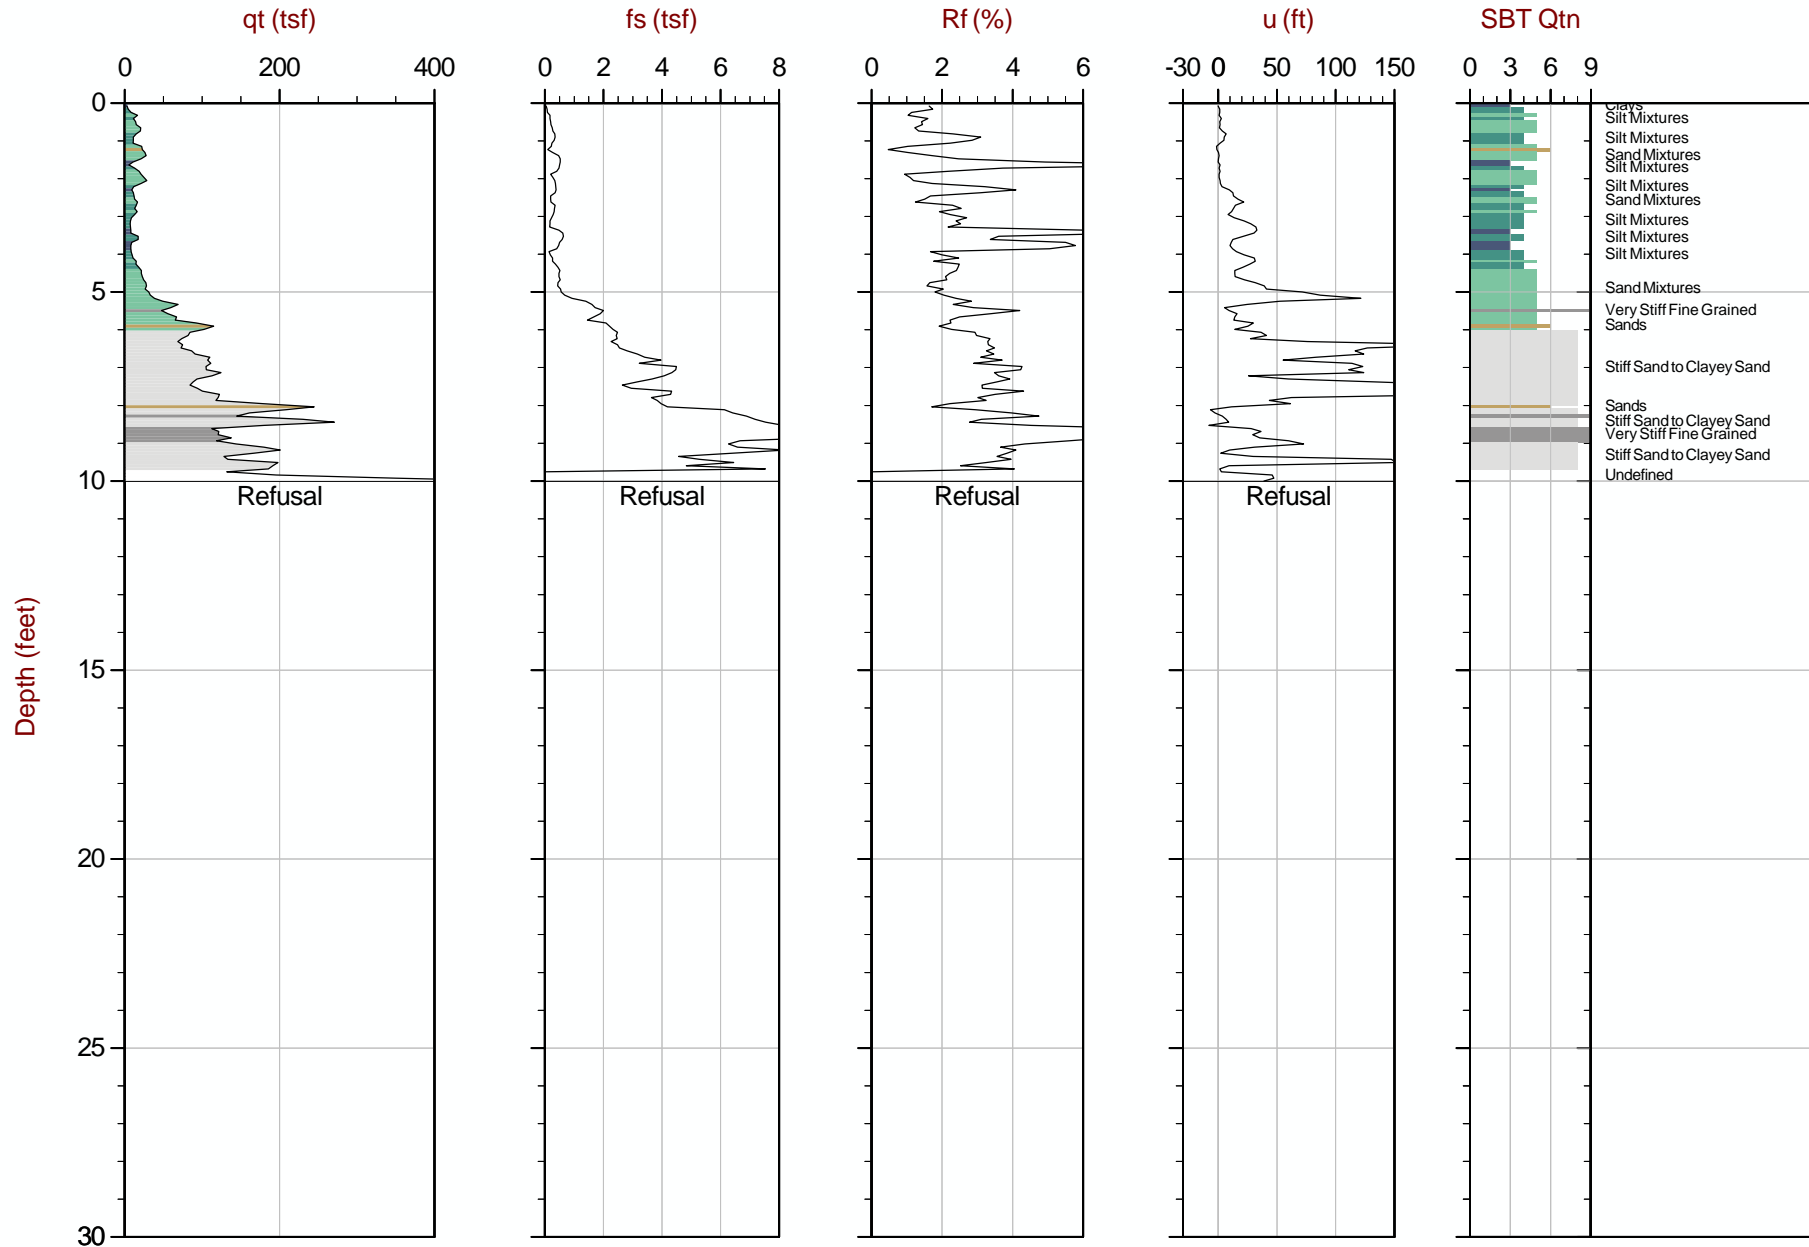 qt (tsf) fs (tsf) Rf (%) u (ft) SBT Qtn
0 200 400 0 2 4 6 8 0 2 4 6 -30 0 50 100 150 0 3 6 9
0
Clays
Silt Mixtures
Silt Mixtures
Sand Mixtures
Silt Mixtures
Silt Mixtures
Sand Mixtures
Silt Mixtures
Silt Mixtures
Silt Mixtures
Sand Mixtures
5
Very Stiff Fine Grained
Sands
Stiff Sand to Clayey Sand
Sands
Stiff Sand to Clayey Sand
Very Stiff Fine Grained
Stiff Sand to Clayey Sand
Undefined
10
Refusal Refusal Refusal Refusal
Depth (feet)
15
20
25
30